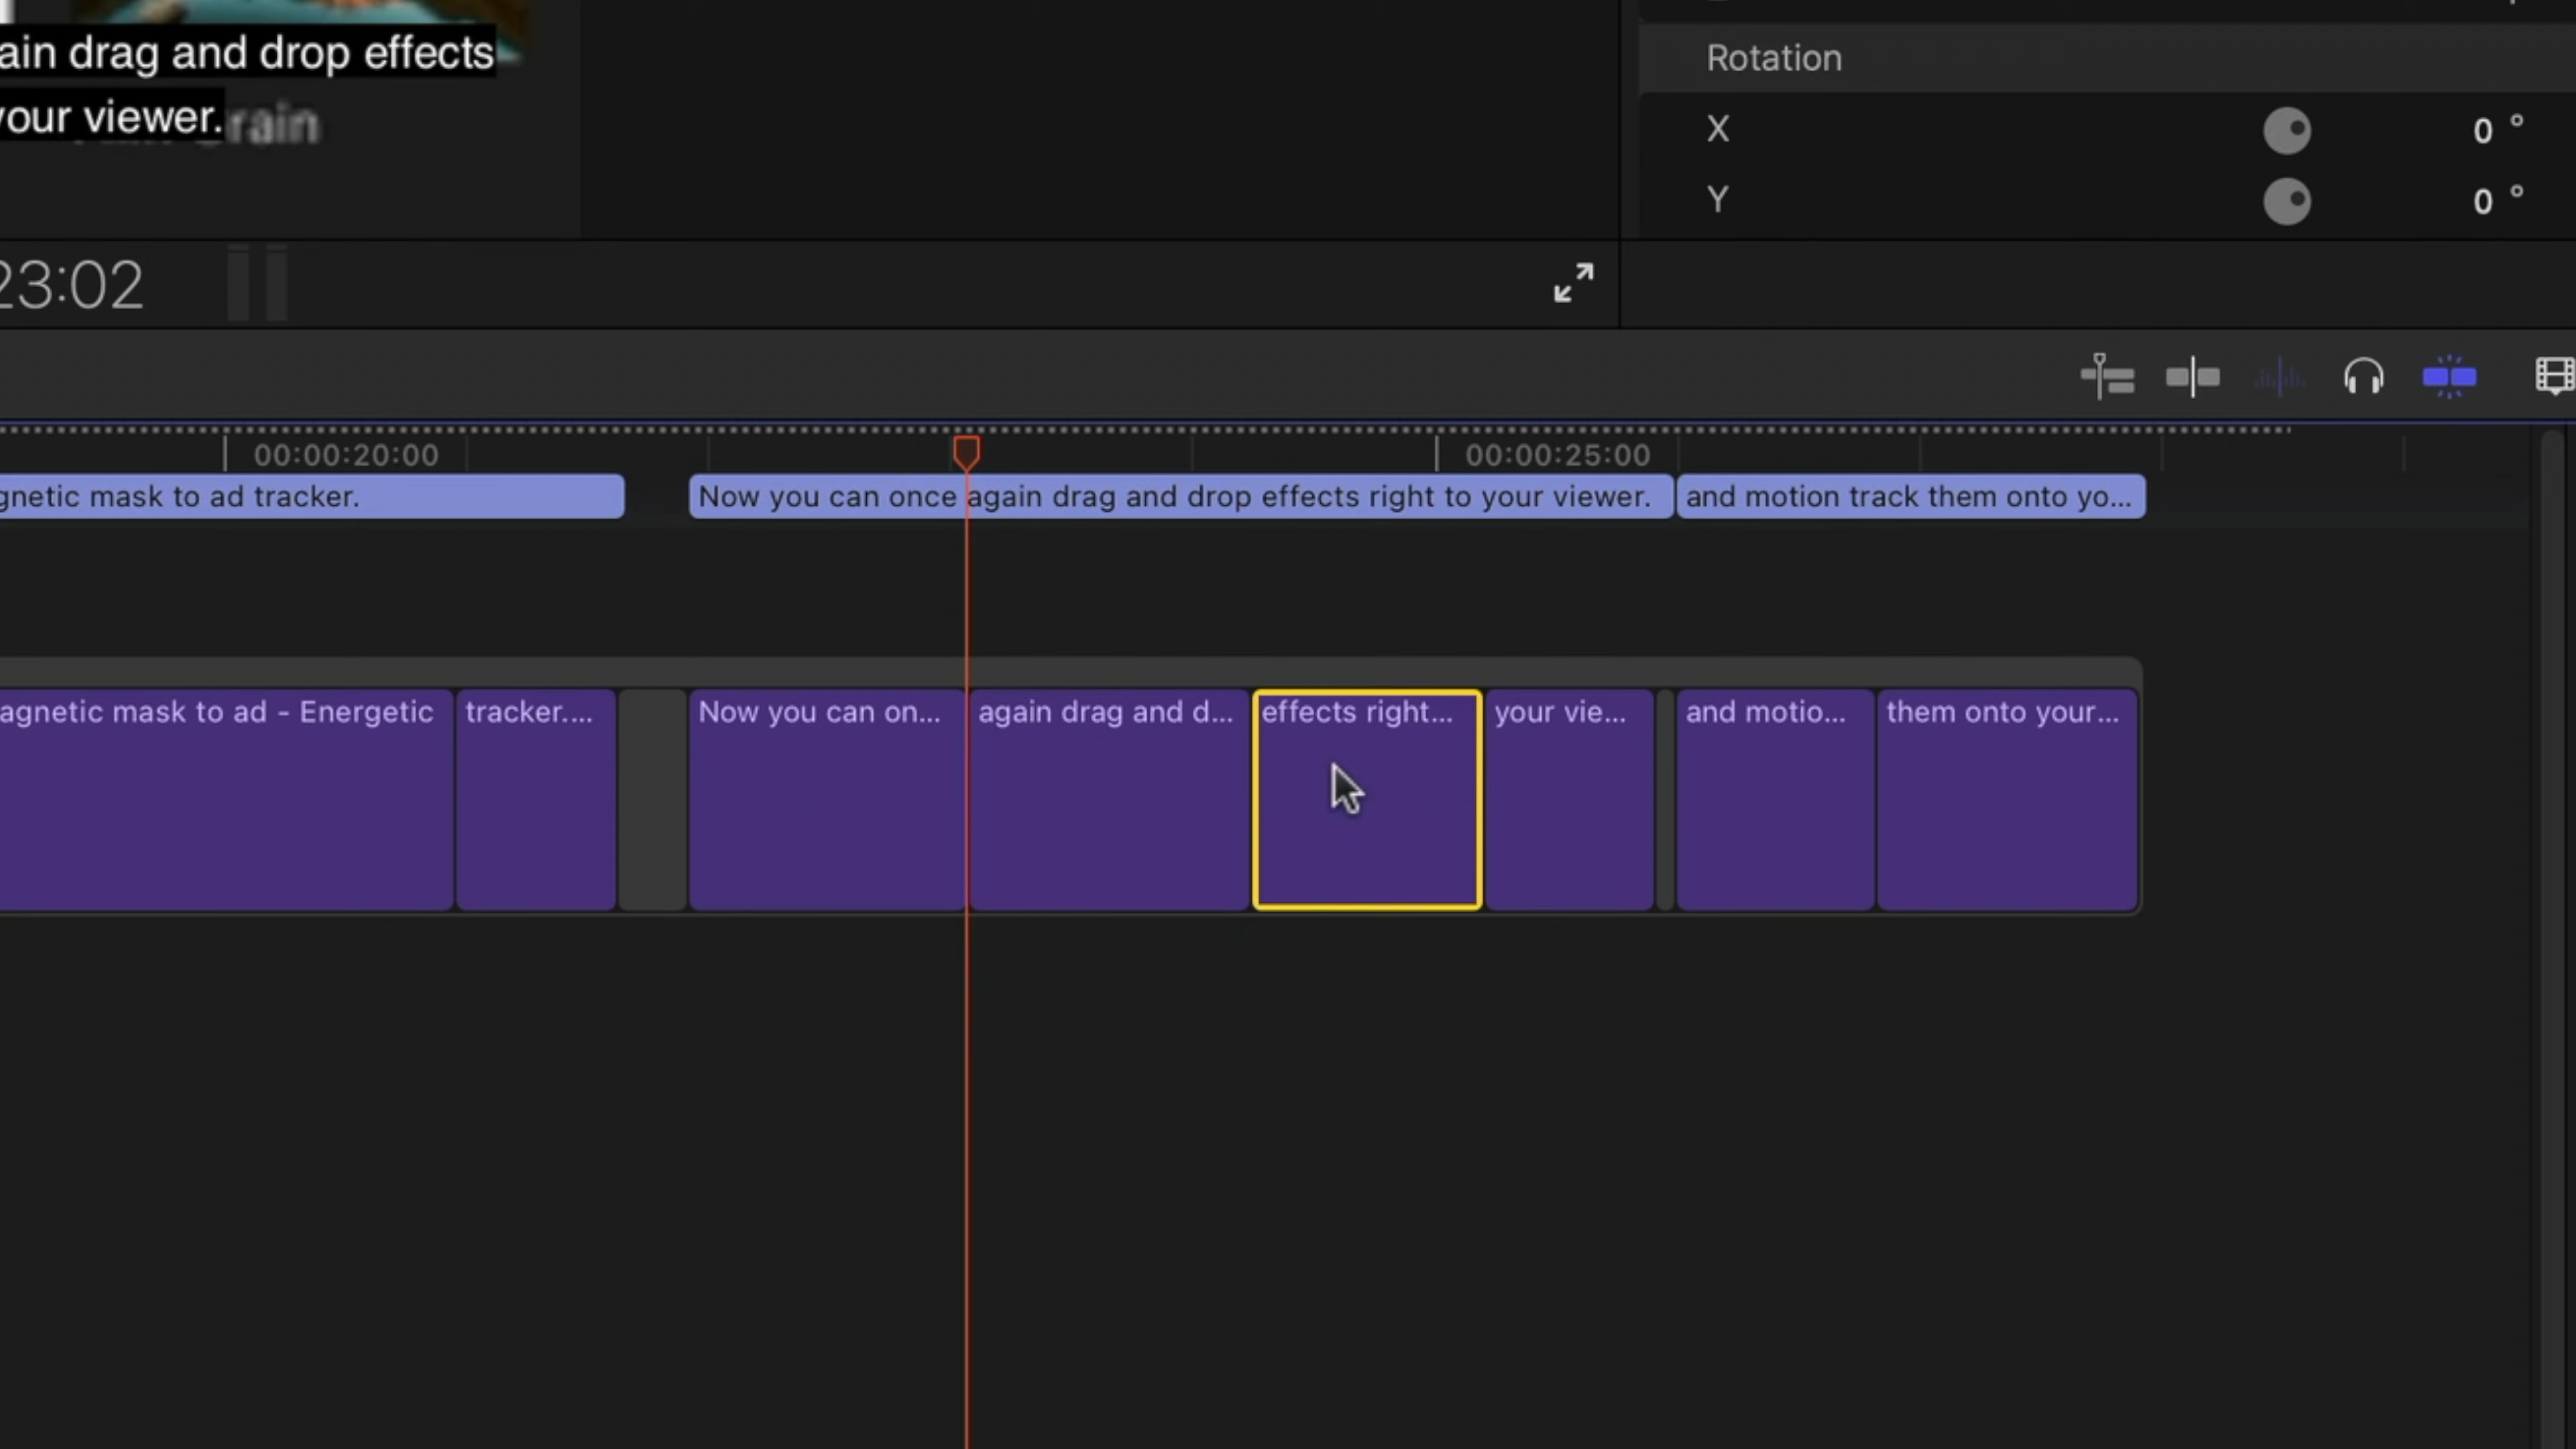 ain drag and drop effects
your viewer.
rain
Rotation
X 0 °
Y 0 °
23:02
00:00:20:00 00:00:25:00
gnetic mask to ad tracker. Now you can once again drag and drop effects right to your viewer. and motion track them onto yo...
agnetic mask to ad - Energetic tracker.... Now you can on... again drag and d... effects right... your vie... and motio... them onto your...